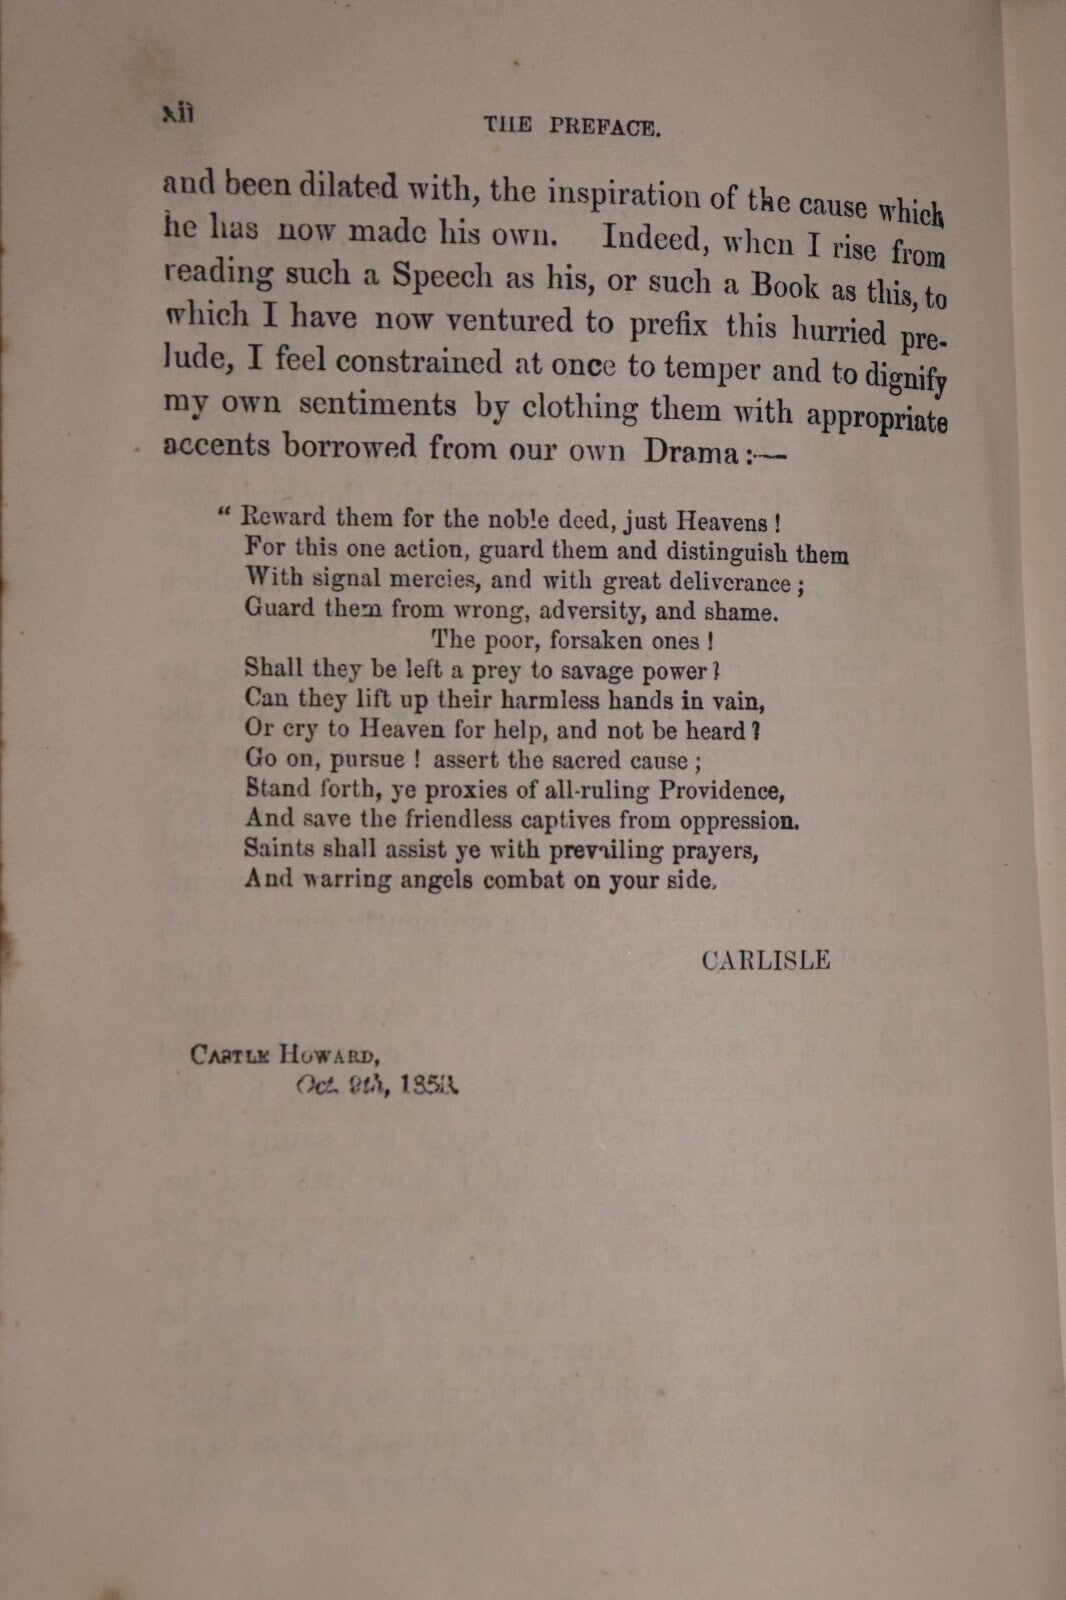 xii
THE PREFACE.
and been dilated with, the inspiration of the cause which
he has now made his own. Indeed, when I rise from
reading such a Speech as his, or such a Book as this, to
which I have now ventured to prefix this hurried pre-
lude, I feel constrained at once to temper and to dignify
my own sentiments by clothing them with appropriate
accents borrowed from our own Drama:—
“ Reward them for the noble deed, just Heavens !
For this one action, guard them and distinguish them
With signal mercies, and with great deliverance ;
Guard them from wrong, adversity, and shame.
The poor, forsaken ones !
Shall they be left a prey to savage power ?
Can they lift up their harmless hands in vain,
Or cry to Heaven for help, and not be heard ?
Go on, pursue ! assert the sacred cause ;
Stand forth, ye proxies of all-ruling Providence,
And save the friendless captives from oppression.
Saints shall assist ye with prevailing prayers,
And warring angels combat on your side.
CARLISLE
CASTLE HOWARD,
Oct. 9th,